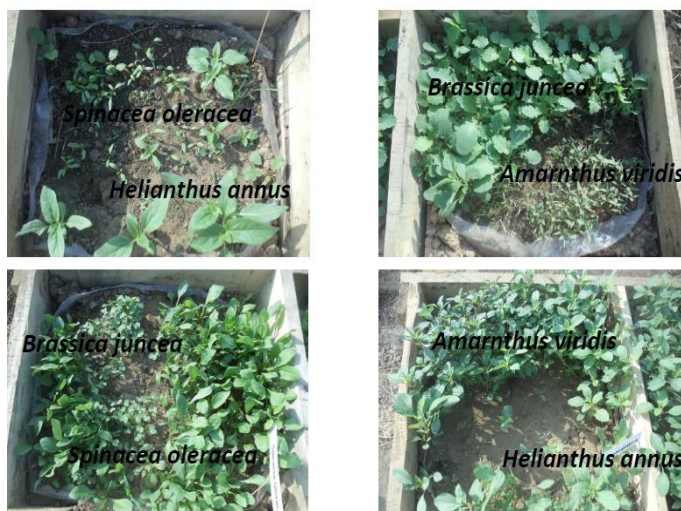 Spinacea oleracea
Helianthus annus
Brassica juncea
Amarnthus viridis
Brassica juncea
Spinacea oleracea
Amarnthus viridis
Helianthus annus